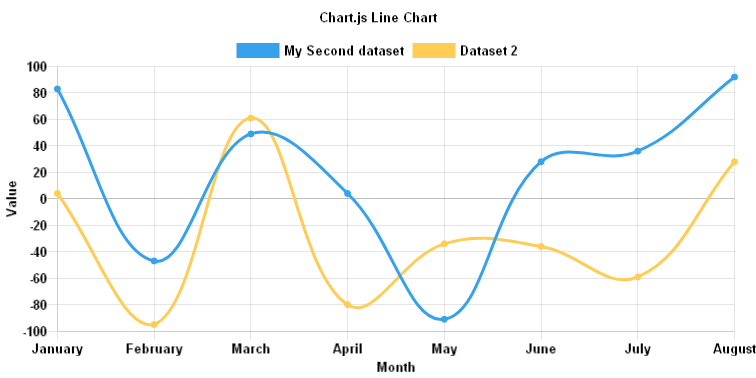 Chart.js Line Chart
My Second dataset Dataset 2
100
80
60
40
20
0
-20
-40
-60
-80
-100
Value
January February March April May June July August
Month